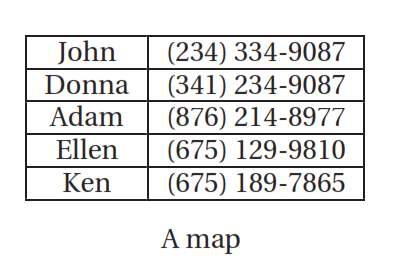 John (234) 334-9087
Donna (341) 234-9087
Adam (876) 214-8977
Ellen (675) 129-9810
Ken (675) 189-7865
A map